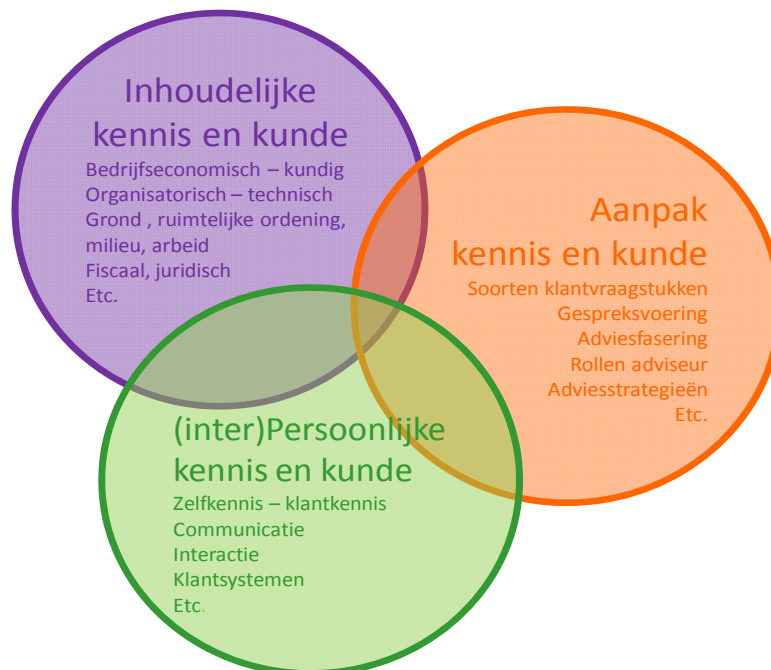 Inhoudelijke
kennis en kunde
Bedrijfseconomisch – kundig
Organisatorisch – technisch
Grond , ruimtelijke ordening,
milieu, arbeid
Fiscaal, juridisch
Etc.
Aanpak
kennis en kunde
Soorten klantvraagstukken
Gespreksvoering
Adviesfasering
Rollen adviseur
Adviesstrategieën
Etc.
(inter)Persoonlijke
kennis en kunde
Zelfkennis – klantkennis
Communicatie
Interactie
Klantsystemen
Etc.